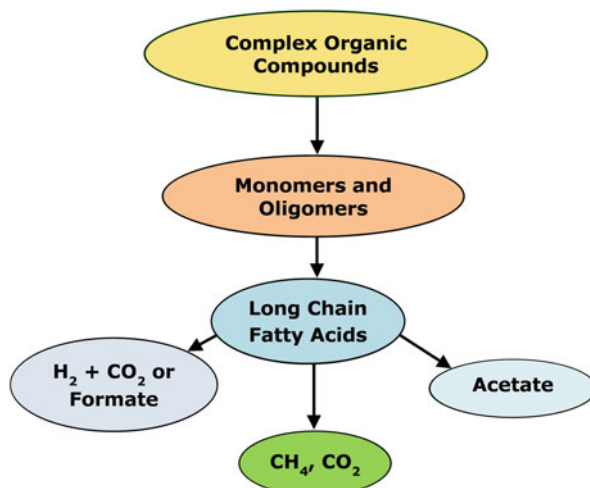 Complex Organic
Compounds
Monomers and
Oligomers
Long Chain
Fatty Acids
H₂ + CO₂ or
Formate
Acetate
CH₄, CO₂